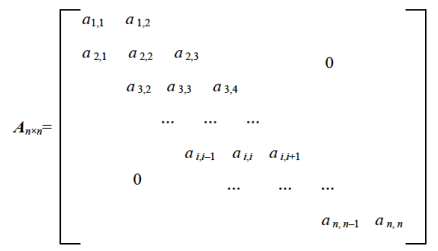 a1,1 a1,2
a2,1 a2,2 a2,3 0
a3,2 a3,3 a3,4
An×n= ... ... ...
ai,i–1 ai,i ai,i+1
0 ... ... ...
an,n–1 an,n